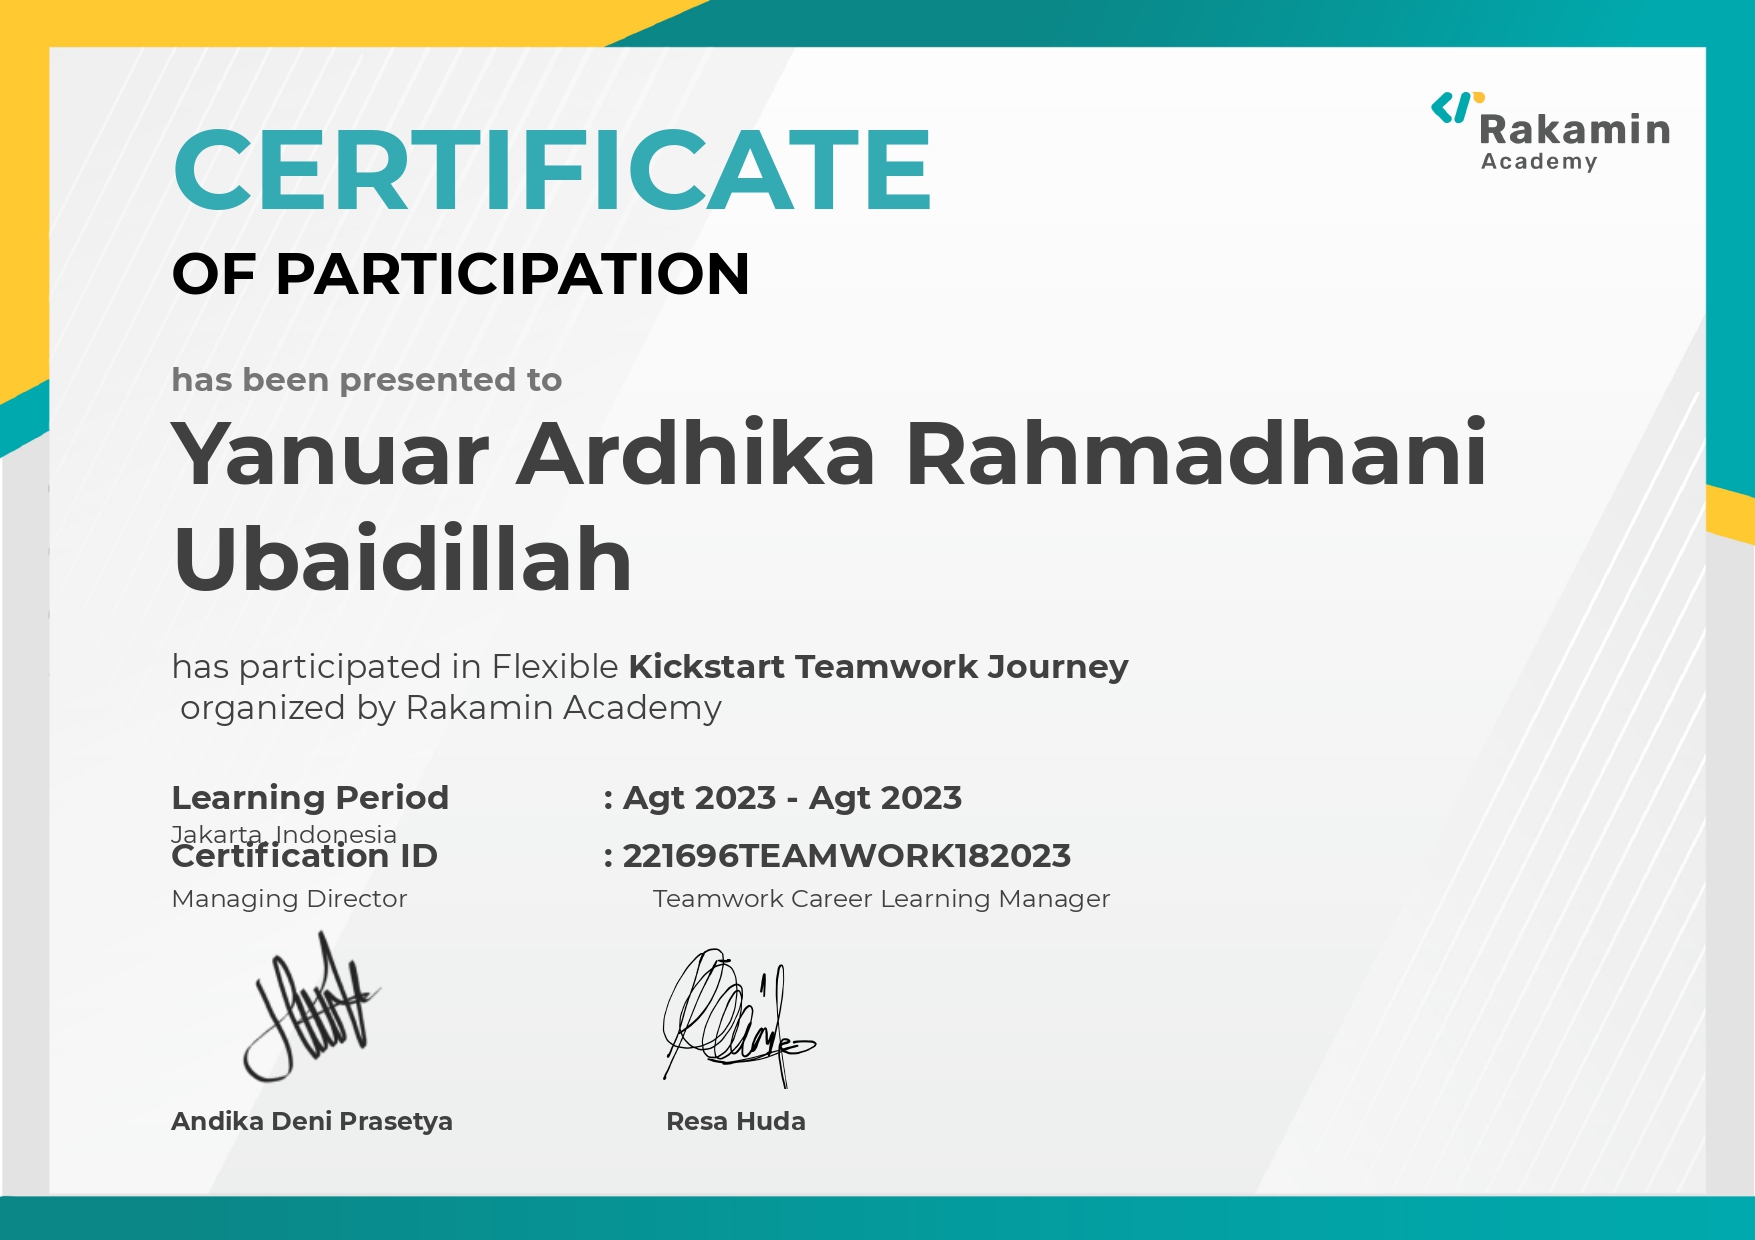 Rakamin
Academy
CERTIFICATE
OF PARTICIPATION
has been presented to
Yanuar Ardhika Rahmadhani
Ubaidillah
has participated in Flexible Kickstart Teamwork Journey
organized by Rakamin Academy
Learning Period : Agt 2023 - Agt 2023
Jakarta, Indonesia
Certification ID : 221696TEAMWORK182023
Managing Director Teamwork Career Learning Manager
Andika Deni Prasetya Resa Huda